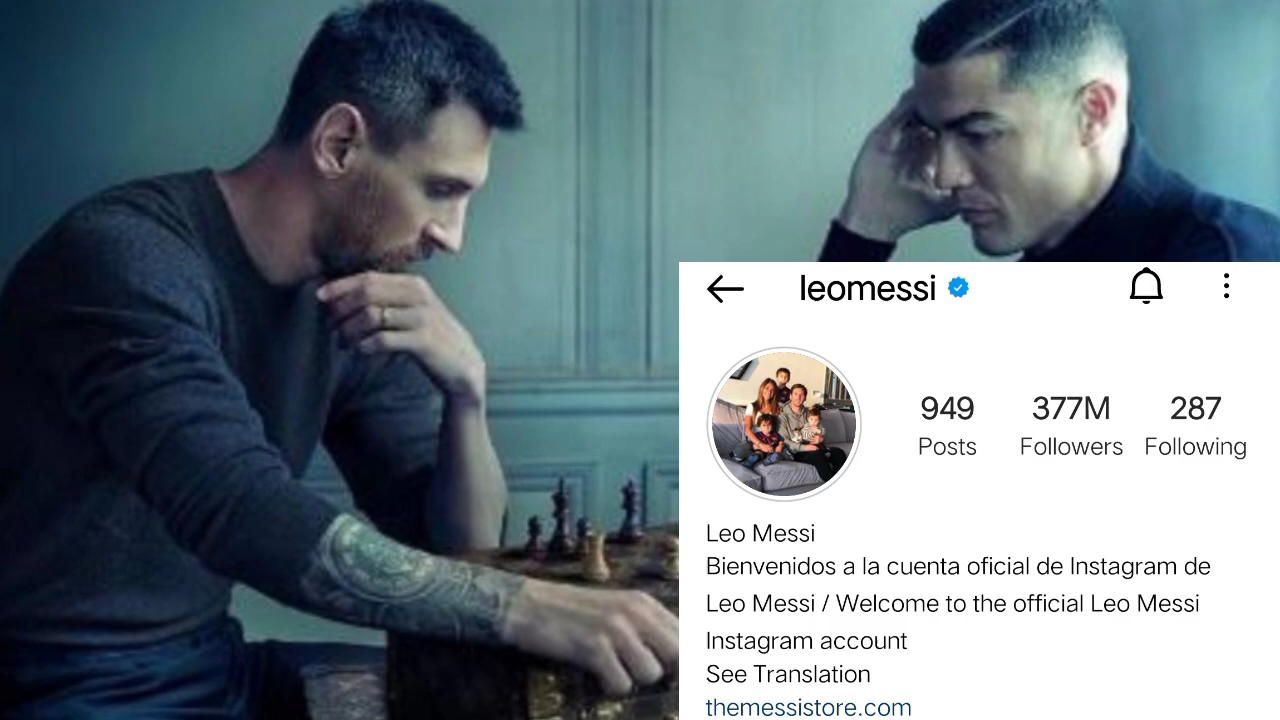 leomessi
949 377M 287
Posts Followers Following
Leo Messi
Bienvenidos a la cuenta oficial de Instagram de
Leo Messi / Welcome to the official Leo Messi
Instagram account
See Translation
themessistore.com